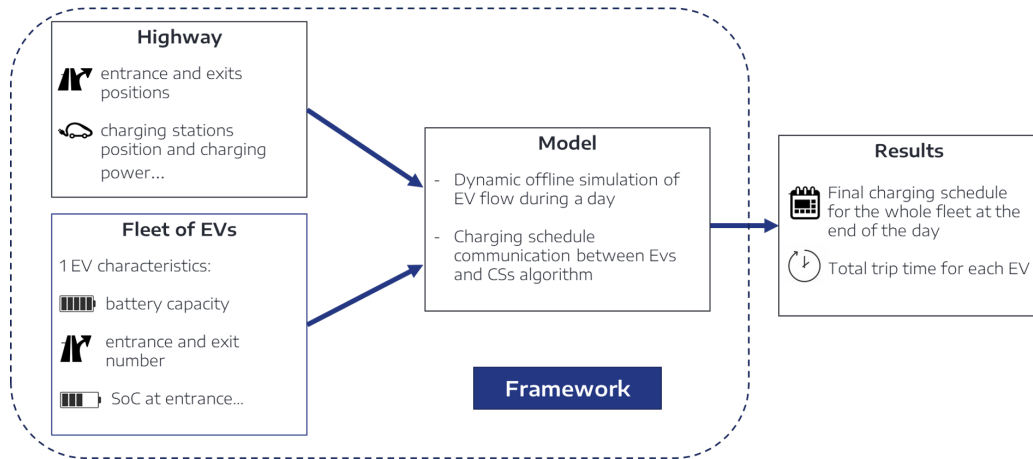 Highway
entrance and exits
positions
charging stations
position and charging
power...
Fleet of EVs
1 EV characteristics:
battery capacity
entrance and exit
number
SoC at entrance...
Model
- Dynamic offline simulation of
EV flow during a day
- Charging schedule
communication between Evs
and CSs algorithm
Framework
Results
Final charging schedule
for the whole fleet at the
end of the day
Total trip time for each EV